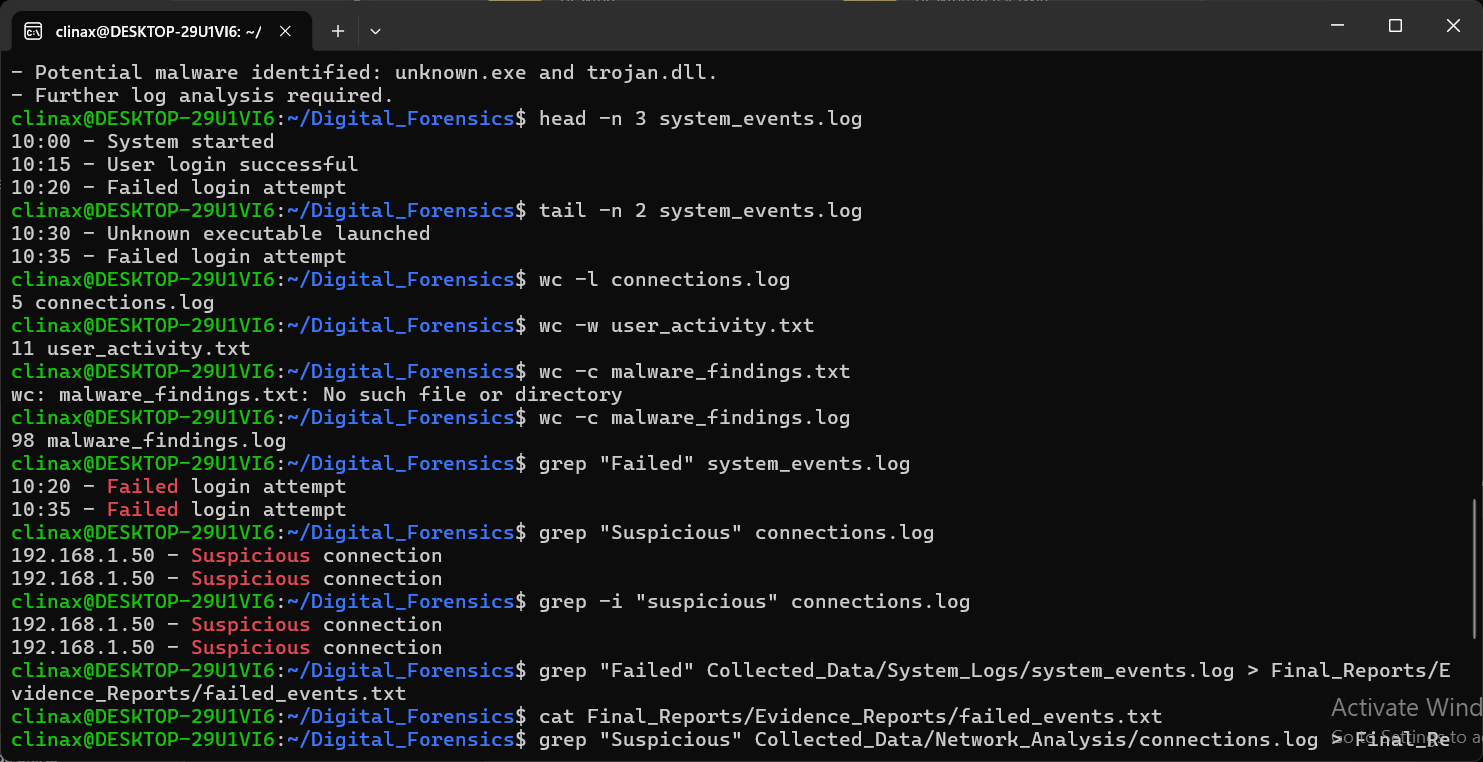 clinax@DESKTOP-29U1VI6: ~/
- Potential malware identified: unknown.exe and trojan.dll.
- Further log analysis required.
clinax@DESKTOP-29U1VI6:~/Digital_Forensics$ head -n 3 system_events.log
10:00 - System started
10:15 - User login successful
10:20 - Failed login attempt
clinax@DESKTOP-29U1VI6:~/Digital_Forensics$ tail -n 2 system_events.log
10:30 - Unknown executable launched
10:35 - Failed login attempt
clinax@DESKTOP-29U1VI6:~/Digital_Forensics$ wc -l connections.log
5 connections.log
clinax@DESKTOP-29U1VI6:~/Digital_Forensics$ wc -w user_activity.txt
11 user_activity.txt
clinax@DESKTOP-29U1VI6:~/Digital_Forensics$ wc -c malware_findings.txt
wc: malware_findings.txt: No such file or directory
clinax@DESKTOP-29U1VI6:~/Digital_Forensics$ wc -c malware_findings.log
98 malware_findings.log
clinax@DESKTOP-29U1VI6:~/Digital_Forensics$ grep "Failed" system_events.log
10:20 - Failed login attempt
10:35 - Failed login attempt
clinax@DESKTOP-29U1VI6:~/Digital_Forensics$ grep "Suspicious" connections.log
192.168.1.50 - Suspicious connection
192.168.1.50 - Suspicious connection
clinax@DESKTOP-29U1VI6:~/Digital_Forensics$ grep -i "suspicious" connections.log
192.168.1.50 - Suspicious connection
192.168.1.50 - Suspicious connection
clinax@DESKTOP-29U1VI6:~/Digital_Forensics$ grep "Failed" Collected_Data/System_Logs/system_events.log > Final_Reports/E
vidence_Reports/failed_events.txt
clinax@DESKTOP-29U1VI6:~/Digital_Forensics$ cat Final_Reports/Evidence_Reports/failed_events.txt
clinax@DESKTOP-29U1VI6:~/Digital_Forensics$ grep "Suspicious" Collected_Data/Network_Analysis/connections.log > Final_Re
Activate Wind
Go to Settings to a